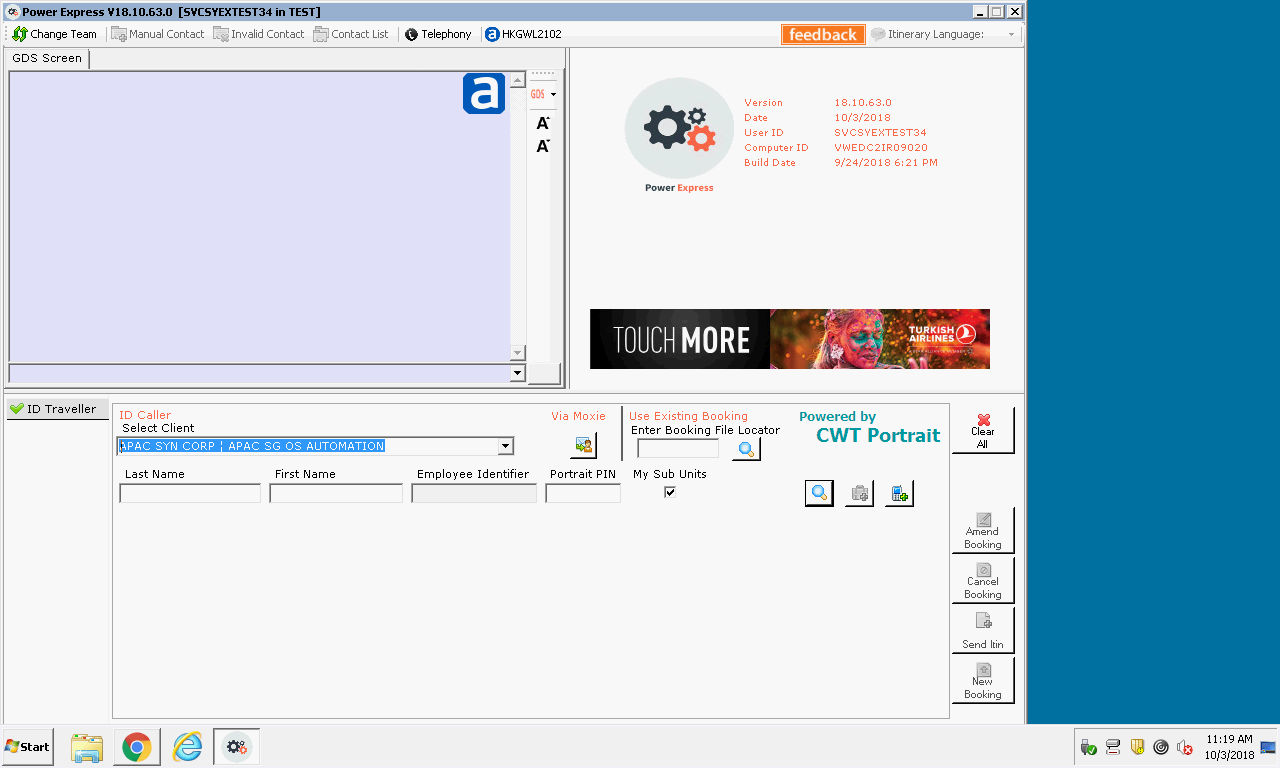 Power Express V18.10.63.0 [SVCSYEXTEST34 in TEST]
Change Team
Contact
Invalid Contact
Contact List
Telephony
HKGWL2102
feedback
Itinerary Language:
GDS Screen
a
GDS
A
A
Version 18.10.63.0
Date 10/3/2018
User ID SVCSYEXTEST34
Computer ID VWEDC2IR09020
Build Date 9/24/2018 6:21 PM
Power Express
TOUCH MORE
TURKISH
AIRLINES
ID Traveller
ID Caller
Via Moxie
Use Existing Booking
Powered by
CWT Portrait
Select Client
Enter Booking File Locator
APAC SYN CORP ¦ APAC SG OS AUTOMATION
Last Name
First Name
Employee Identifier
Portrait PIN
My Sub Units
Clear
All
Amend
Booking
Cancel
Booking
Send Itin
New
Booking
Start
11:19 AM
10/3/2018